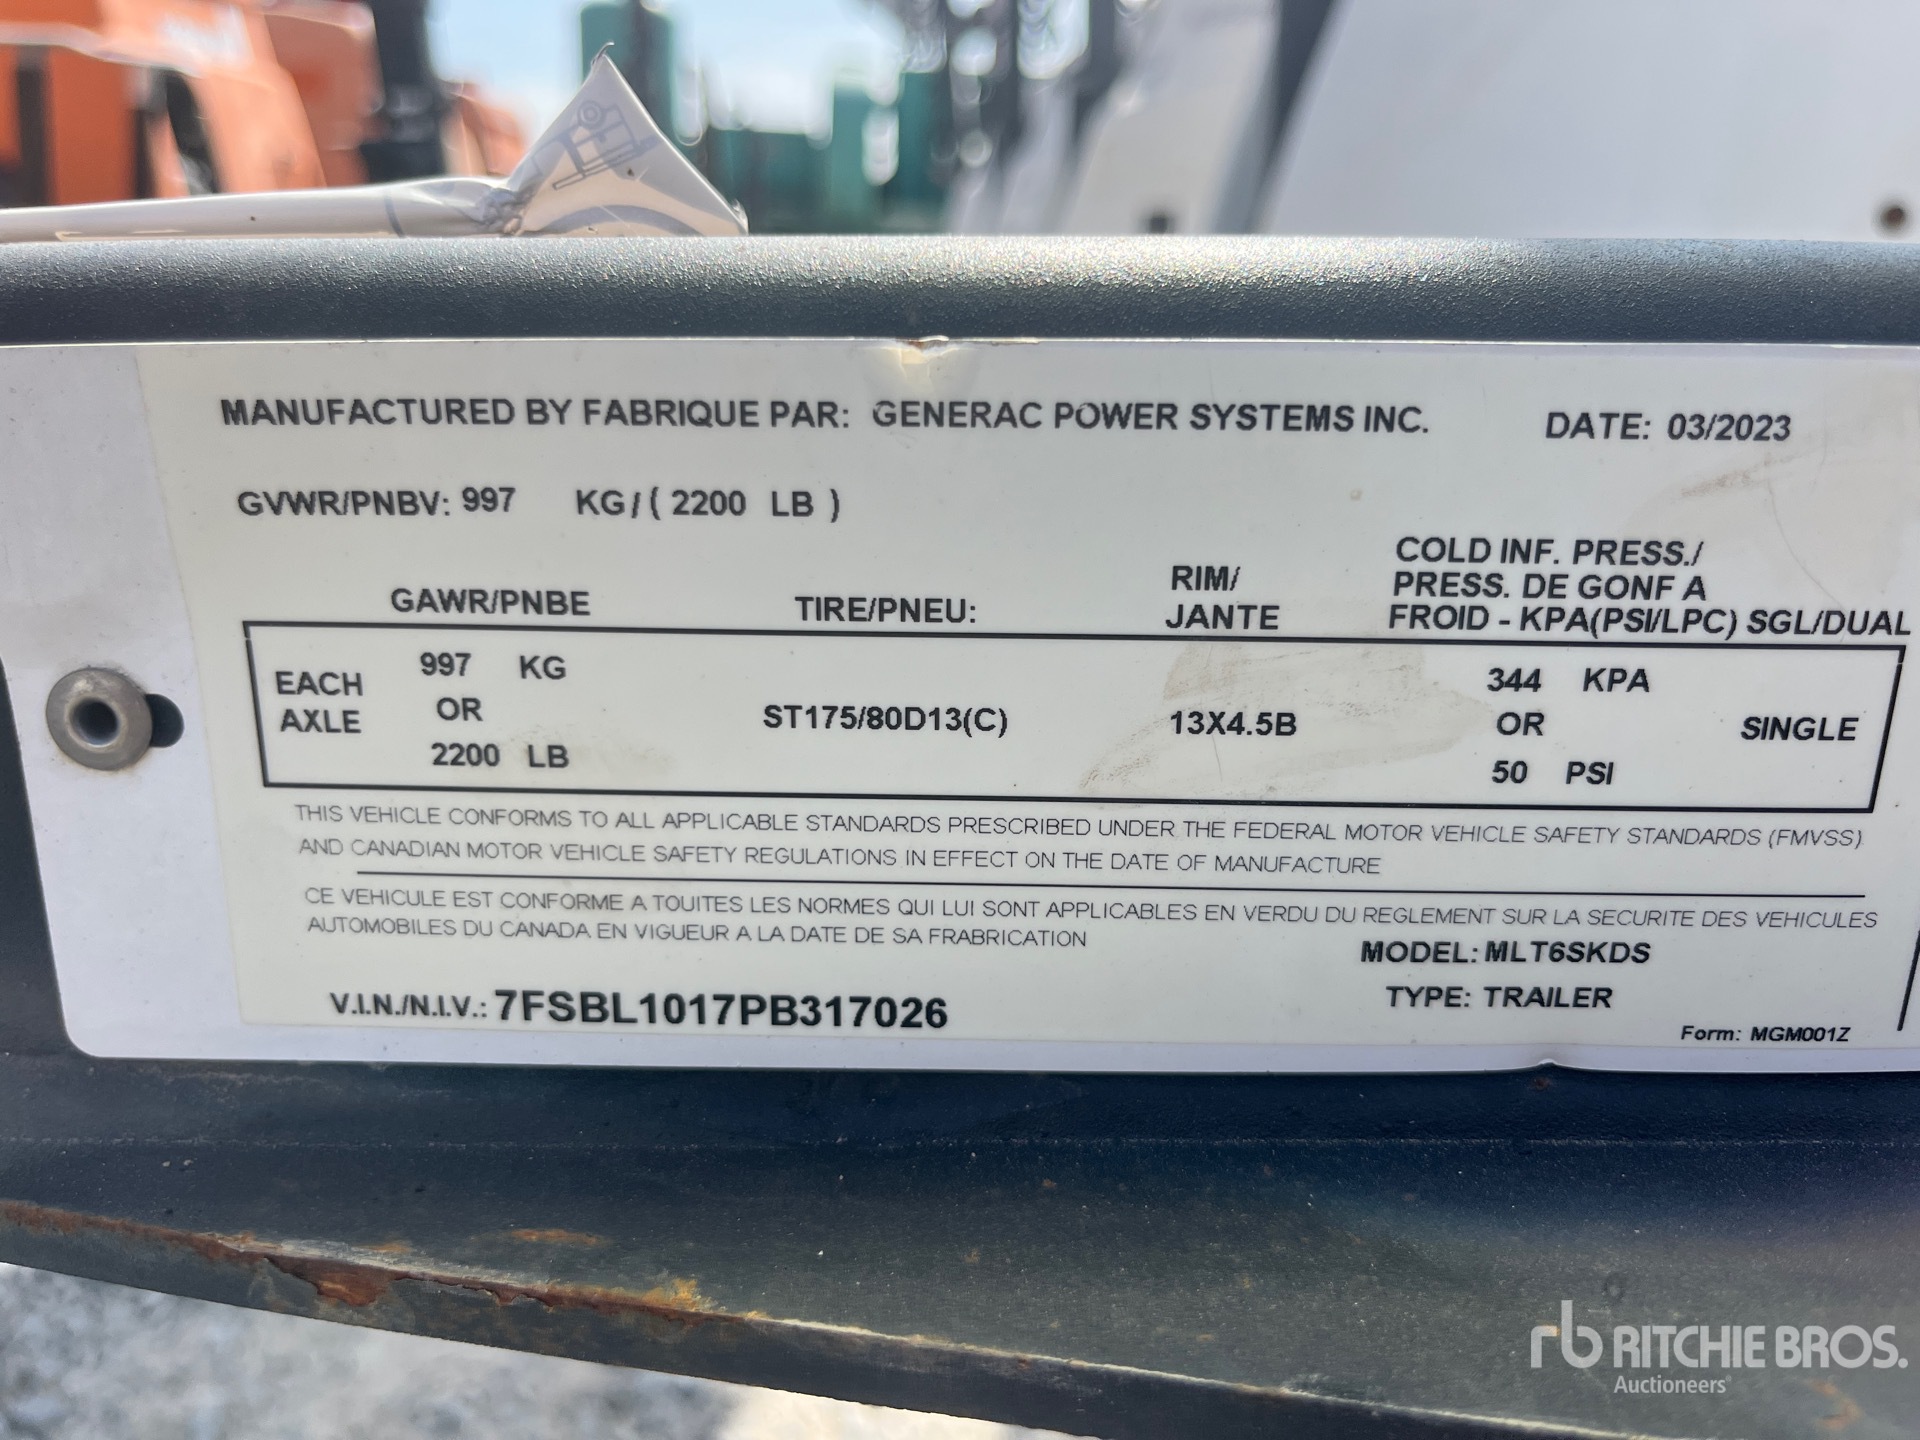 MANUFACTURED BY FABRIQUE PAR: GENERAC POWER SYSTEMS INC. DATE: 03/2023
GVWR/PNBV: 997 KG/( 2200 LB )
GAWR/PNBE TIRE/PNEU: RIM/ JANTE COLD INF. PRESS./
PRESS. DE GONF A
FROID - KPA(PSI/LPC) SGL/DUAL
EACH AXLE 997 KG OR 2200 LB ST175/80D13(C) 13X4.5B 344 KPA OR 50 PSI SINGLE
THIS VEHICLE CONFORMS TO ALL APPLICABLE STANDARDS PRESCRIBED UNDER THE FEDERAL MOTOR VEHICLE SAFETY STANDARDS (FMVSS)
AND CANADIAN MOTOR VEHICLE SAFETY REGULATIONS IN EFFECT ON THE DATE OF MANUFACTURE
CE VEHICULE EST CONFORME A TOUITES LES NORMES QUI LUI SONT APPLICABLES EN VERDU DU REGLEMENT SUR LA SECURITE DES VEHICULES
AUTOMOBILES DU CANADA EN VIGUEUR A LA DATE DE SA FRABRICATION
MODEL: MLT6SKDS
V.I.N./N.I.V.: 7FSBL1017PB317026 TYPE: TRAILER
Form: MGM001Z
rb RITCHIE BROS.
Auctioneers